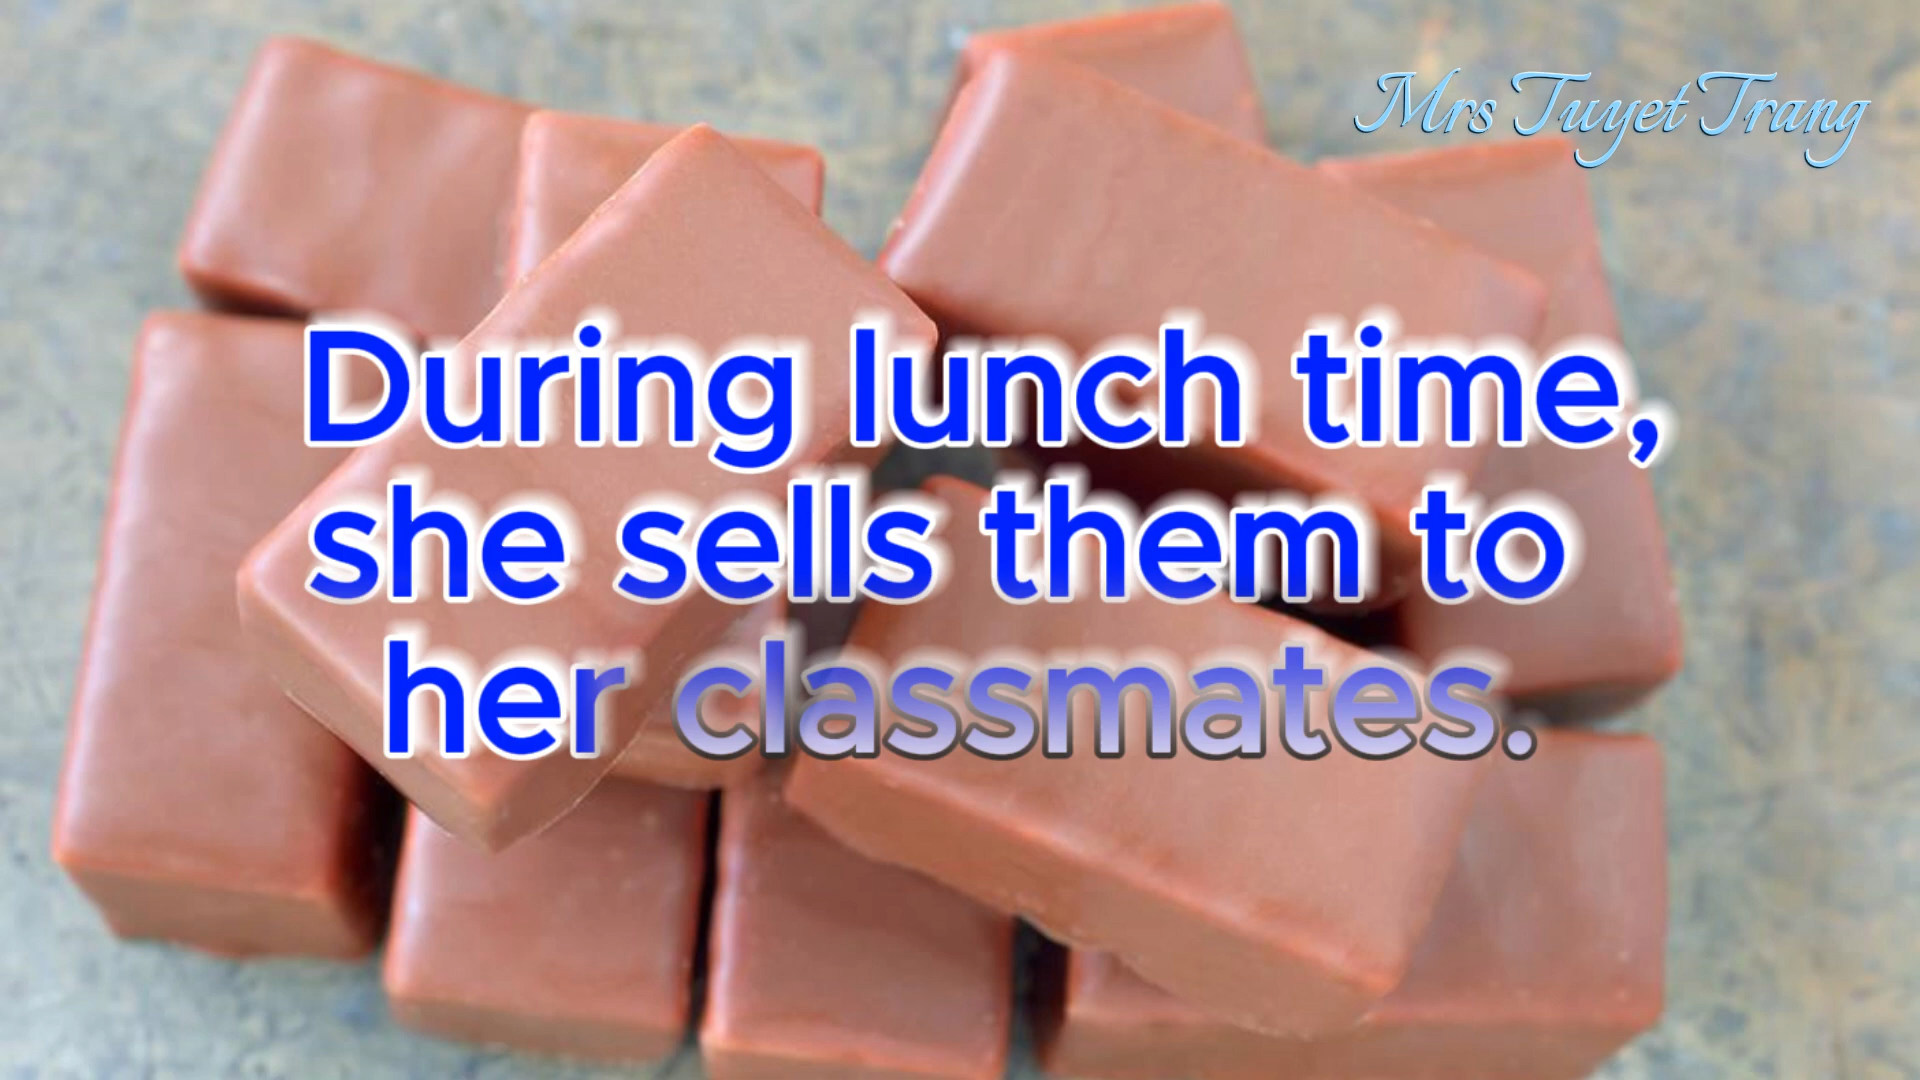 Mrs Tuyet Trang
During lunch time,
she sells them to
her classmates.